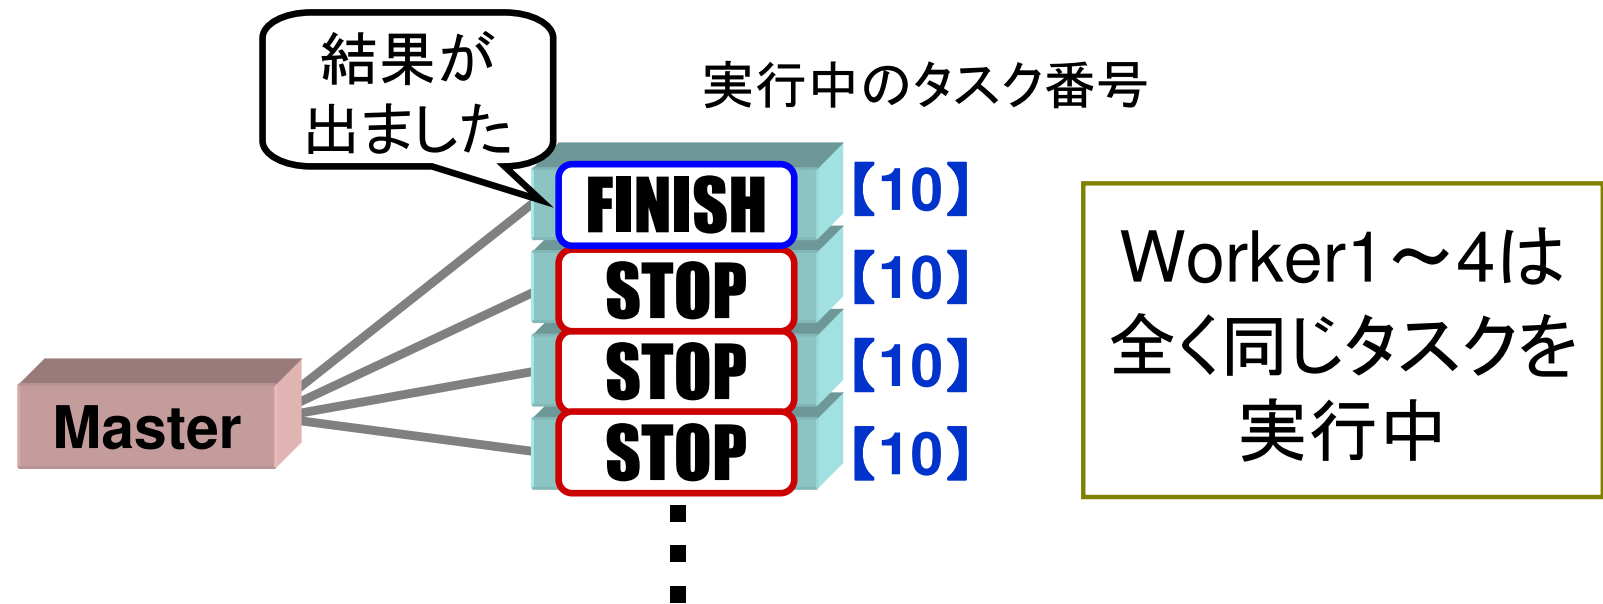 結果が
出ました
実行中のタスク番号
FINISH
【10】
STOP
【10】
STOP
【10】
STOP
【10】
Master
Worker1～4は
全く同じタスクを
実行中